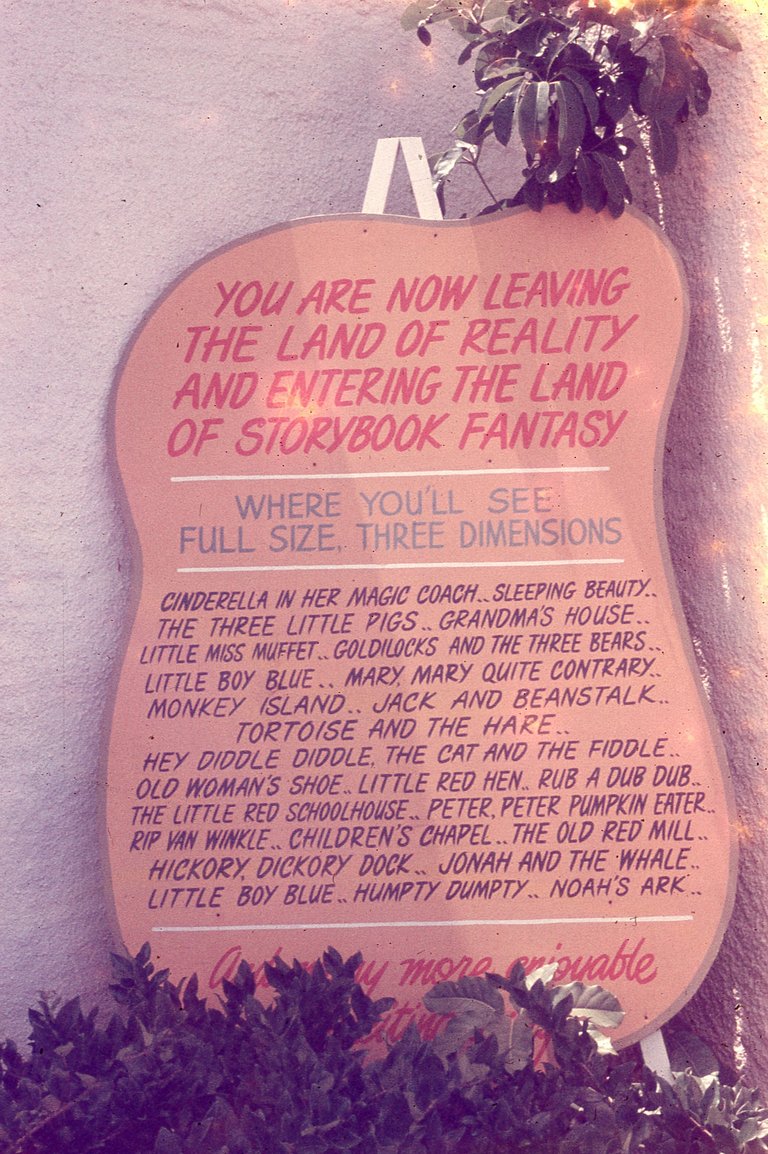 YOU ARE NOW LEAVING
THE LAND OF REALITY
AND ENTERING THE LAND
OF STORYBOOK FANTASY
WHERE YOU'LL SEE
FULL SIZE, THREE DIMENSIONS
CINDERELLA IN HER MAGIC COACH.. SLEEPING BEAUTY..
THE THREE LITTLE PIGS.. GRANDMA'S HOUSE..
LITTLE MISS MUFFET.. GOLDILOCKS AND THE THREE BEARS..
LITTLE BOY BLUE.. MARY, MARY QUITE CONTRARY..
MONKEY ISLAND.. JACK AND BEANSTALK..
TORTOISE AND THE HARE..
HEY DIDDLE DIDDLE, THE CAT AND THE FIDDLE..
OLD WOMAN'S SHOE.. LITTLE RED HEN.. RUB A DUB DUB..
THE LITTLE RED SCHOOLHOUSE.. PETER, PETER PUMPKIN EATER..
RIP VAN WINKLE.. CHILDREN'S CHAPEL.. THE OLD RED MILL..
HICKORY, DICKORY DOCK.. JONAH AND THE WHALE..
LITTLE BOY BLUE.. HUMPTY DUMPTY.. NOAH'S ARK..
And many more enjoyable